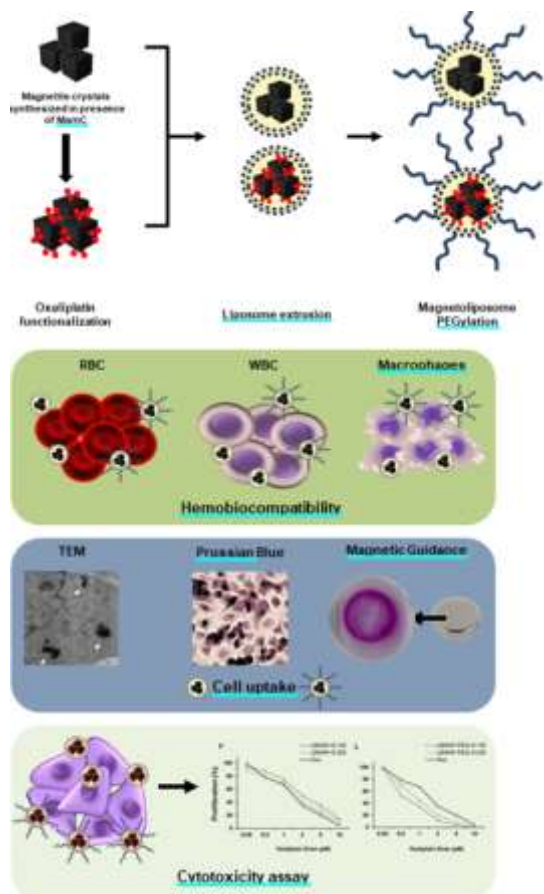 Magnetite crystals
synthesized in presence
of MamC
Oxaliplatin
functionalization
Liposome extrusion
Magnetoliposome
PEGylation
RBC
WBC
Macrophages
Hemobiocompatibility
TEM
Prussian Blue
Magnetic Guidance
Cell uptake
Proliferation (%)
Cytotoxicity assay